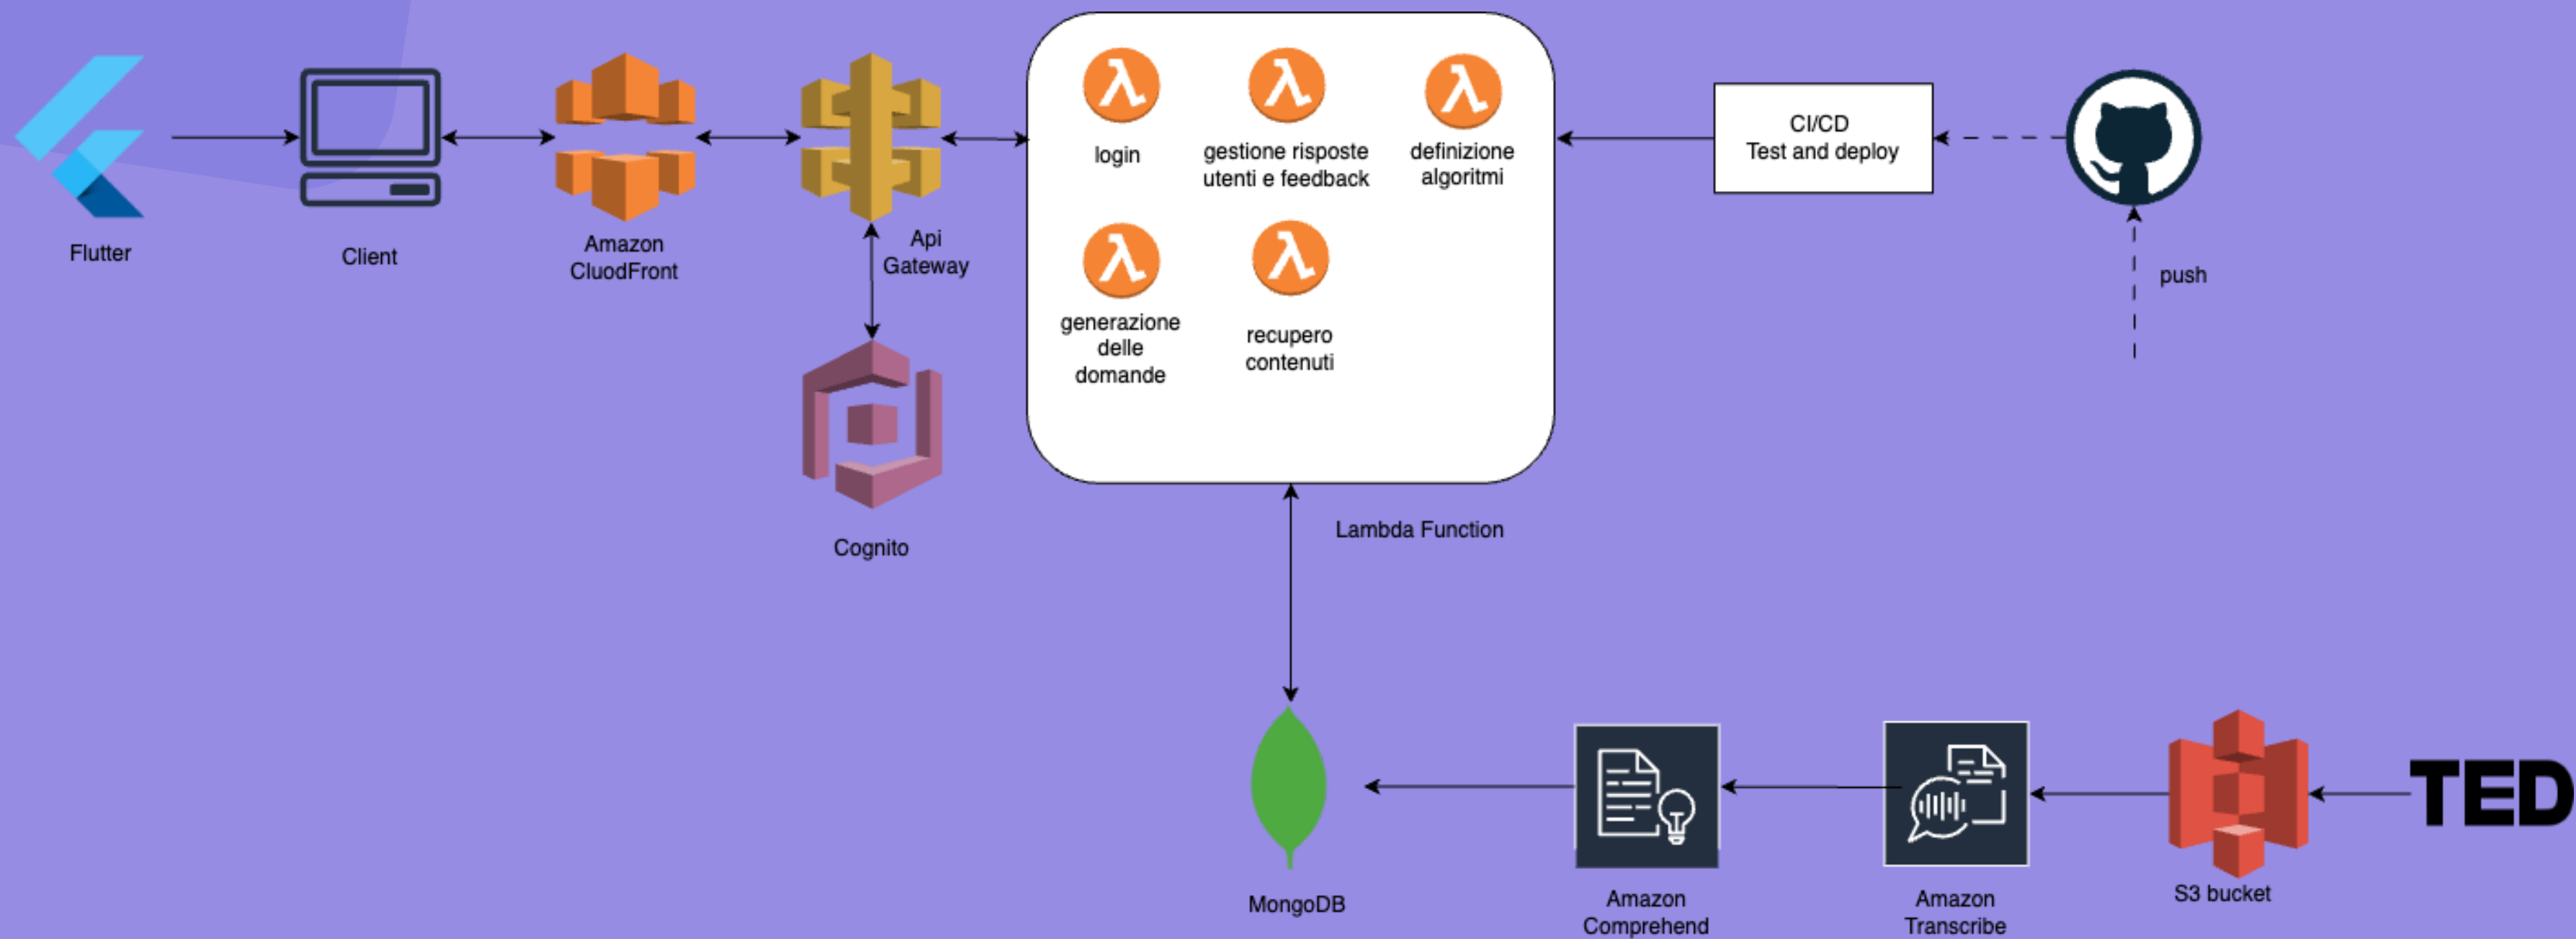 Flutter
Client
Amazon
CluodFront
Api
Gateway
Cognito
login
gestione risposte
utenti e feedback
definizione
algoritmi
generazione
delle
domande
recupero
contenuti
Lambda Function
CI/CD
Test and deploy
push
MongoDB
Amazon
Comprehend
Amazon
Transcribe
S3 bucket
TED